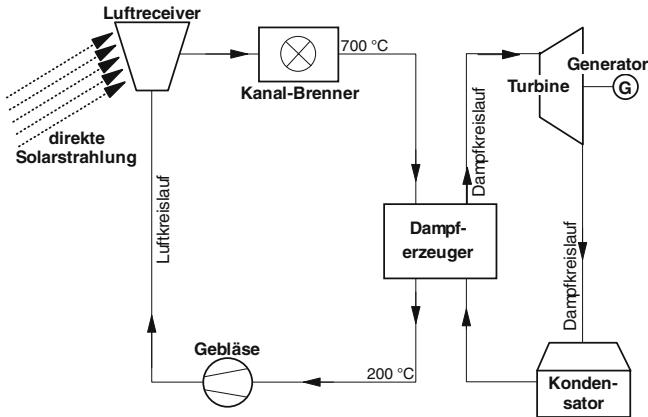 Luftreceiver
700 °C
Kanal-Brenner
Generator
Turbine
G
direkte
Solarstrahlung
Luftkreislauf
Dampfkreislauf
Dampf-
erzeuger
Dampfkreislauf
Gebläse
200 °C
Konden-
sator